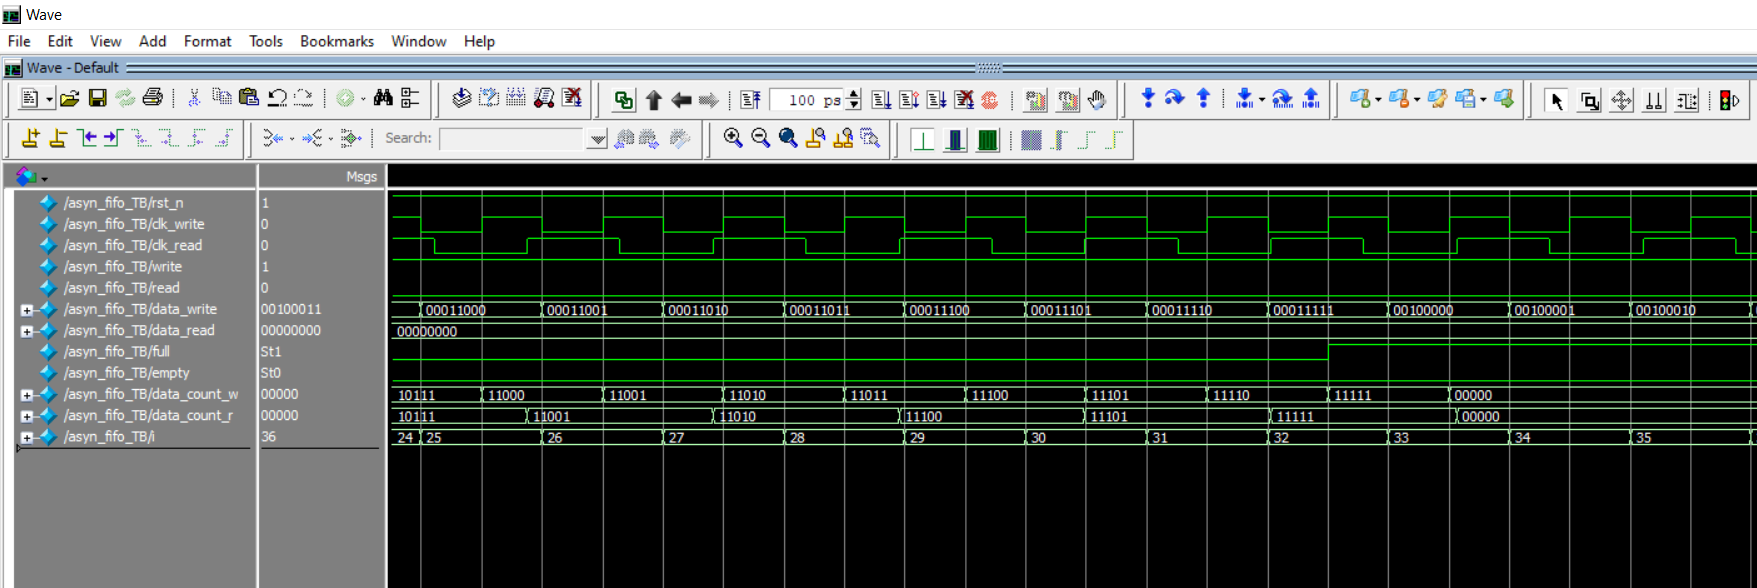 Wave
File Edit View Add Format Tools Bookmarks Window Help
Wave - Default
100 ps
Search:
Msgs
/asyn_fifo_TB/rst_n 1
/asyn_fifo_TB/clk_write 0
/asyn_fifo_TB/clk_read 0
/asyn_fifo_TB/write 1
/asyn_fifo_TB/read 0
/asyn_fifo_TB/data_write 00100011 00011000 00011001 00011010 00011011 00011100 00011101 00011110 00011111 00100000 00100001 00100010
/asyn_fifo_TB/data_read 00000000 00000000
/asyn_fifo_TB/full St1
/asyn_fifo_TB/empty St0
/asyn_fifo_TB/data_count_w 00000 10111 11000 11001 11010 11011 11100 11101 11110 11111 00000
/asyn_fifo_TB/data_count_r 00000 10111 11001 11010 11100 11101 11111 00000
/asyn_fifo_TB/i 36 24 25 26 27 28 29 30 31 32 33 34 35